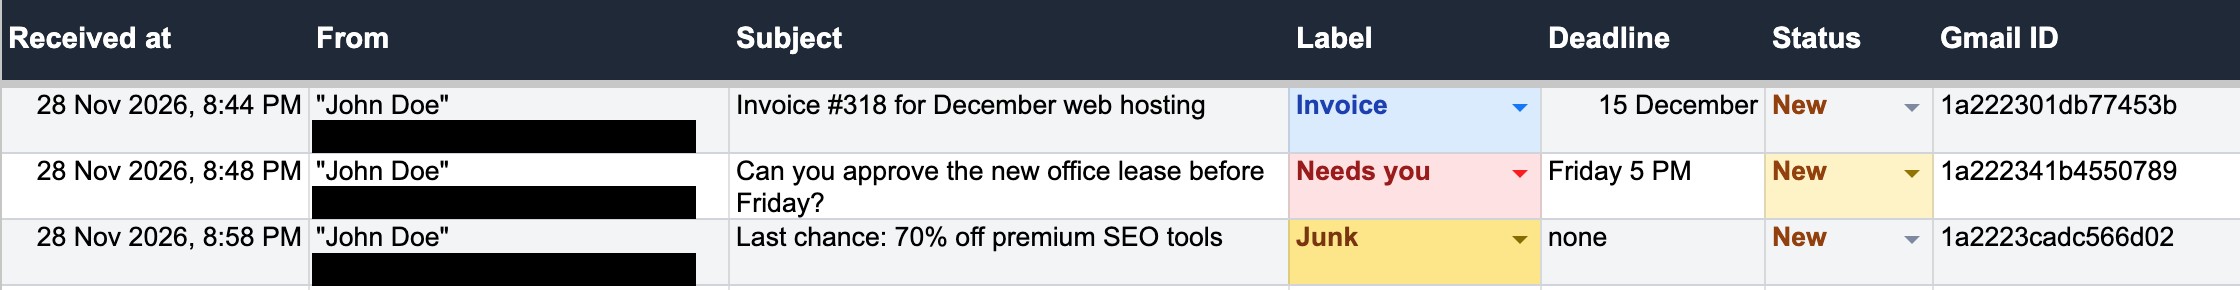 Received at From Subject Label Deadline Status Gmail ID
28 Nov 2026, 8:44 PM "John Doe" Invoice #318 for December web hosting Invoice 15 December New 1a222301db77453b
28 Nov 2026, 8:48 PM "John Doe" Can you approve the new office lease before Needs you Friday 5 PM New 1a222341b4550789
Friday?
28 Nov 2026, 8:58 PM "John Doe" Last chance: 70% off premium SEO tools Junk none New 1a2223cadc566d02